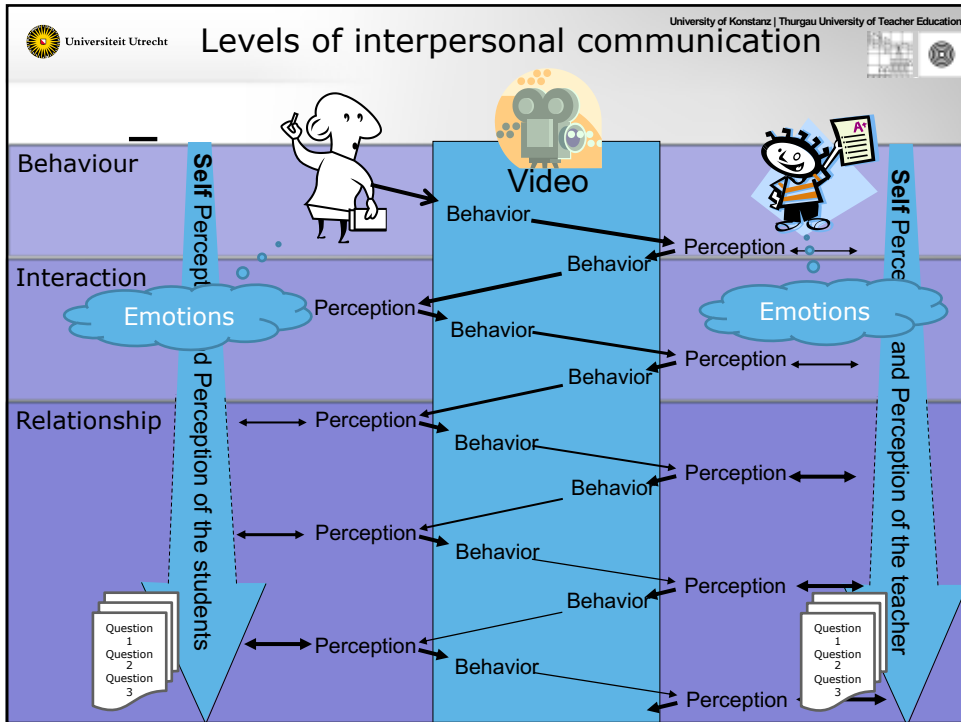 University of Konstanz | Thurgau University of Teacher Education
Universiteit Utrecht
Levels of interpersonal communication
A+
Behaviour
Video
Behavior
Perception
Behavior
Interaction
Perception
Emotions
Emotions
Behavior
Perception
Behavior
Relationship
Perception
Behavior
Perception
Behavior
Perception
Behavior
Perception
Behavior
Perception
Behavior
Perception
Self Percept d Perception of the students
Self Perce and Perception of the teacher
Question
1
Question
2
Question
3
Question
1
Question
2
Question
3